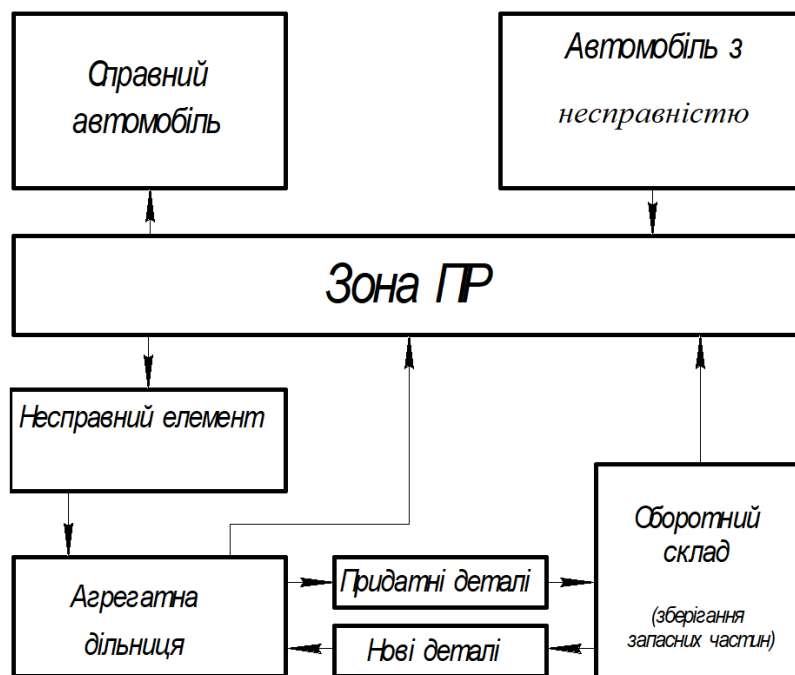 Справний
автомобіль
Автомобіль з
несправністю
Зона ПР
Несправний елемент
Агрегатна
дільниця
Придатні деталі
Нові деталі
Оборотний
склад
(зберігання
запасних частин)